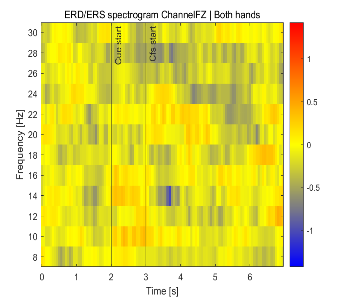 ERD/ERS spectrogram ChannelFZ | Both hands
30
28
26
24
22
20
18
16
14
12
10
8
Frequency [Hz]
Cue start
Cfs start
1
0.5
0
-0.5
-1
0 1 2 3 4 5 6
Time [s]